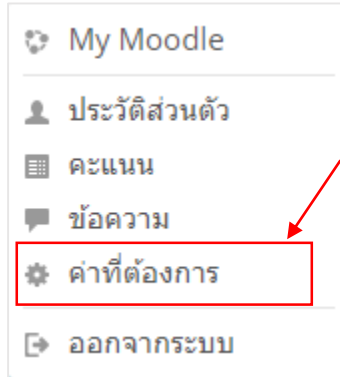 My Moodle
ประวัติส่วนตัว
คะแนน
ข้อความ
ค่าที่ต้องการ
ออกจากระบบ